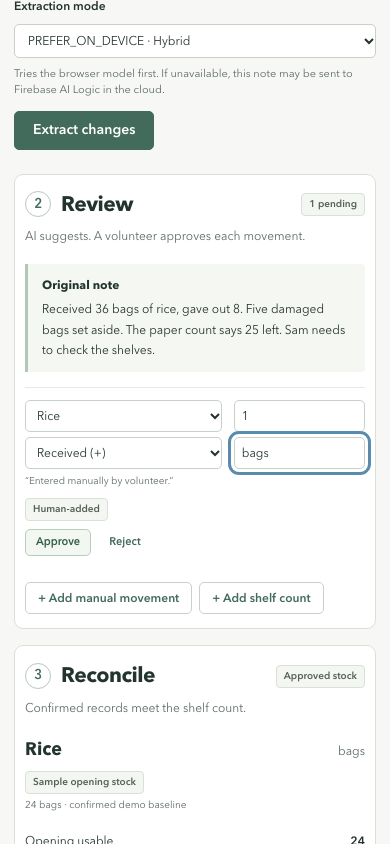 Extraction mode
PREFER_ON_DEVICE · Hybrid
Tries the browser model first. If unavailable, this note may be sent to
Firebase AI Logic in the cloud.
Extract changes
2 Review 1 pending
AI suggests. A volunteer approves each movement.
Original note
Received 36 bags of rice, gave out 8. Five damaged
bags set aside. The paper count says 25 left. Sam needs
to check the shelves.
Rice 1
Received (+) bags
“Entered manually by volunteer.”
Human-added
Approve Reject
+ Add manual movement + Add shelf count
3 Reconcile Approved stock
Confirmed records meet the shelf count.
Rice bags
Sample opening stock
24 bags · confirmed demo baseline
Opening usable 24